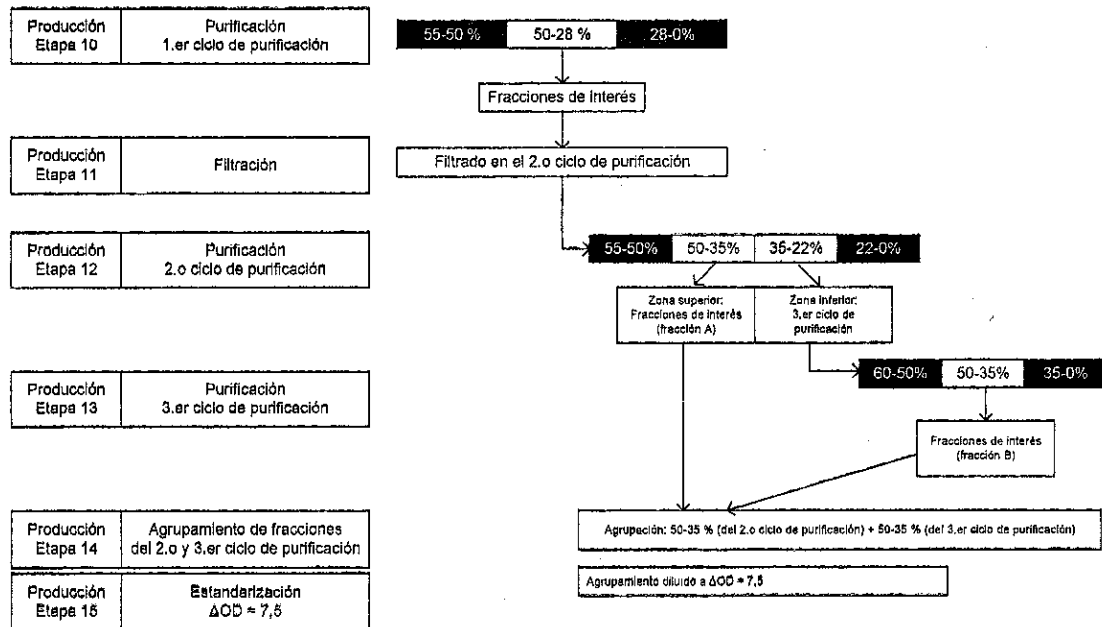 Producción
Etapa 10
Purificación
1.er ciclo de purificación
55-50 %
50-28 %
28-0%
Fracciones de interés
Producción
Etapa 11
Filtración
Filtrado en el 2.o ciclo de purificación
Producción
Etapa 12
Purificación
2.o ciclo de purificación
55-50%
50-35%
35-22%
22-0%
Zona superior:
Fracciones de interés
(fracción A)
Zona inferior:
3.er ciclo de
purificación
Producción
Etapa 13
Purificación
3.er ciclo de purificación
60-50%
50-35%
35-0%
Fracciones de interés
(fracción B)
Producción
Etapa 14
Agrupamiento de fracciones
del 2.o y 3.er ciclo de purificación
Agrupación: 50-35 % (del 2.o ciclo de purificación) + 50-35 % (del 3.er ciclo de purificación)
Producción
Etapa 15
Estandarización
ΔOD ≈ 7,5
Agrupamiento diluido a ΔOD ≈ 7,5